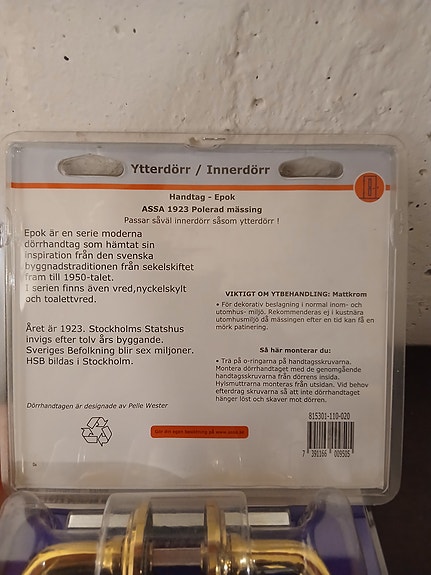 Ytterdörr / Innerdörr
Handtag - Epok
ASSA 1923 Polerad mässing
Passar såväl innerdörr såsom ytterdörr !
Epok är en serie moderna
dörrhandtag som hämtat sin
inspiration från den svenska
byggnadstraditionen från sekelskiftet
fram till 1950-talet.
I serien finns även vred,nyckelskylt
och toalettvred.
Året är 1923. Stockholms Statshus
invigs efter tolv års byggande.
Sveriges Befolkning blir sex miljoner.
HSB bildas i Stockholm.
Dörrhandtagen är designade av Pelle Wester
VIKTIGT OM YTBEHANDLING: Mattkrom
• För dekorativ beslagning i normal inom- och
utomhus- miljö. Rekommenderas ej i kustnära
utomhusmiljö då mässingen efter en tid kan få en
mörk patinering.
Så här monterar du:
• Trä på o-ringarna på handtagsskruvarna.
Montera dörrhandtaget med de genomgående
handtagsskruvarna från dörrens insida.
Hylsmuttrarna monteras från utsidan. Vid behov
efterdrag skruvarna så att inte dörrhandtaget
hänger löst och skaver mot dörren.
815301-110-020
7 391166 009505